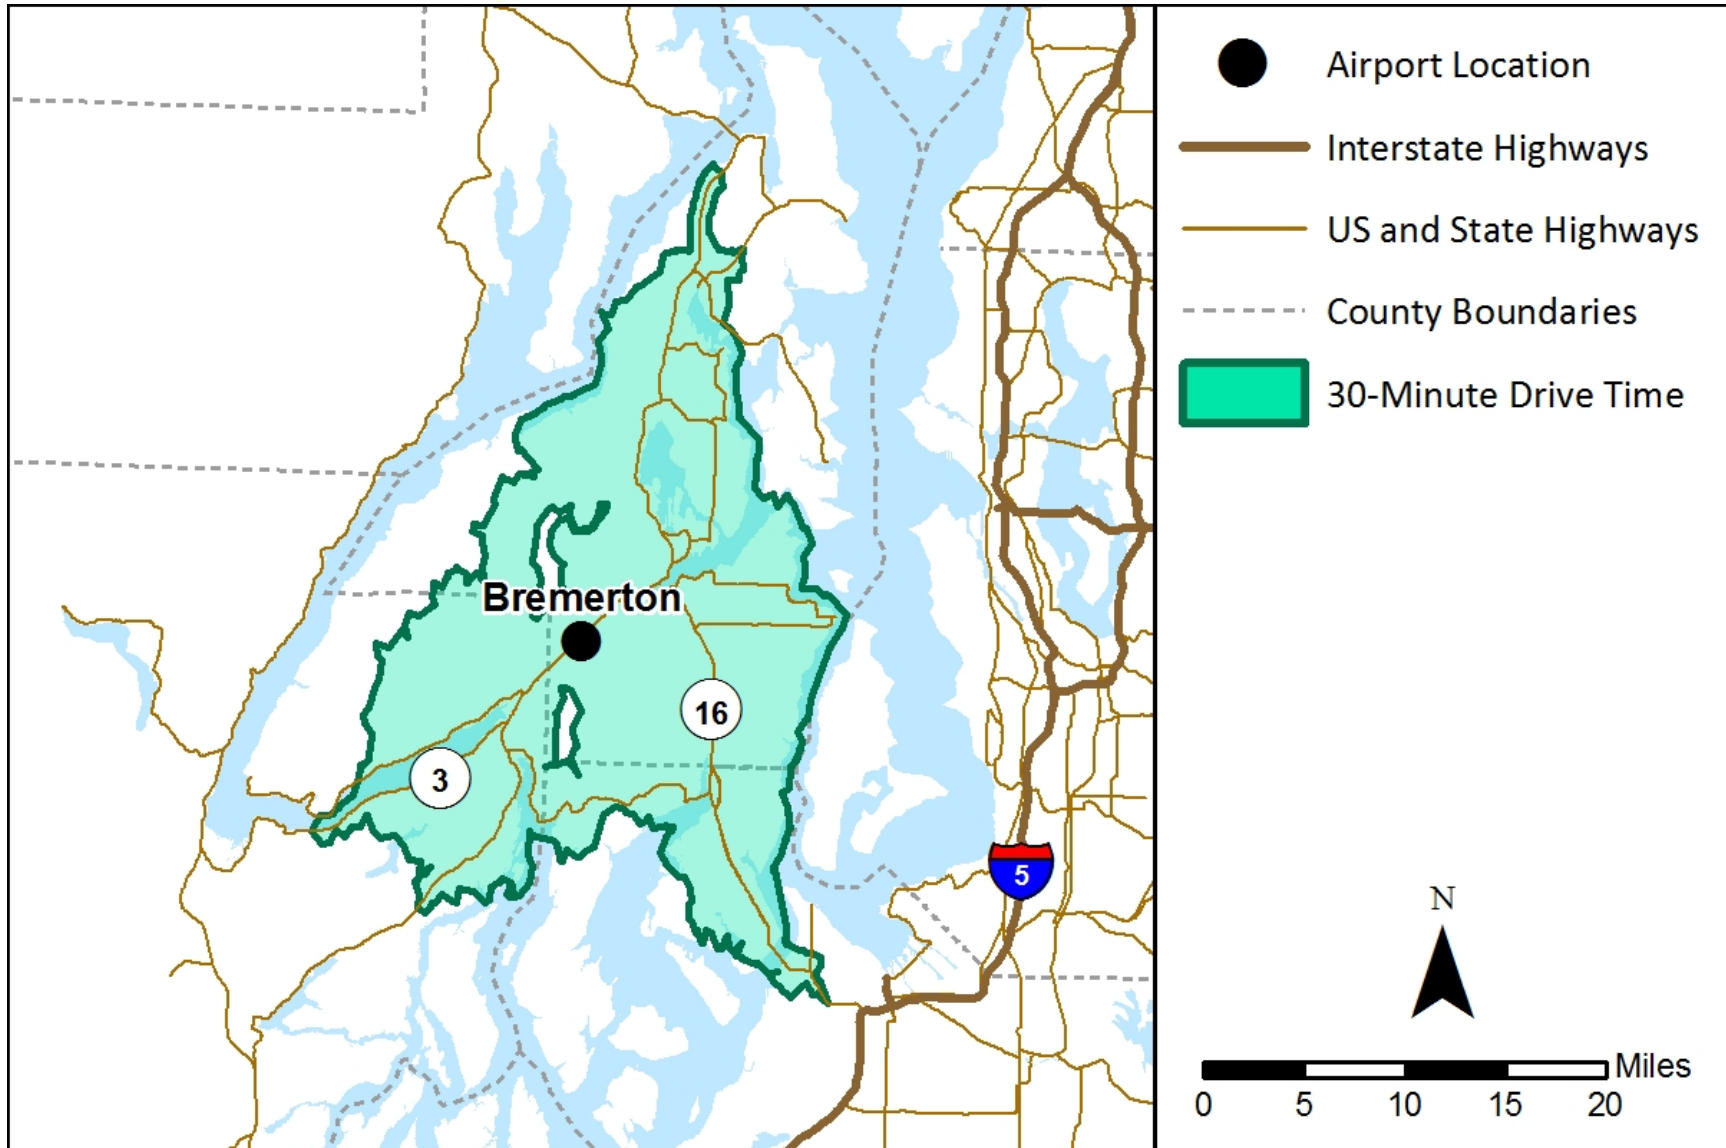 Airport Location
Interstate Highways
US and State Highways
County Boundaries
30-Minute Drive Time
Bremerton
16
3
5
N
Miles
0 5 10 15 20